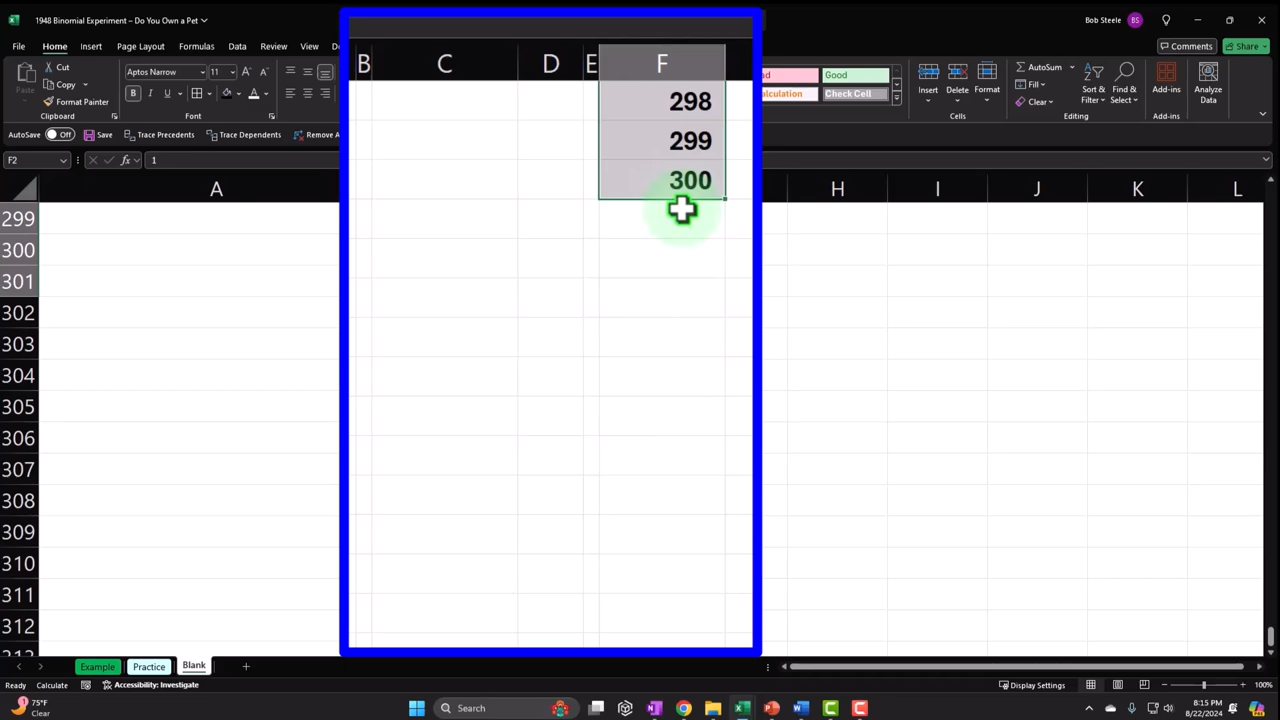 1948 Binomial Experiment – Do You Own a Pet
Bob Steele BS
File Home Insert Page Layout Formulas Data Review View
Comments Share
Paste
Cut
Copy
Format Painter
Aptos Narrow 11
B I U
Good
Check Cell
Insert Delete Format
AutoSum
Fill
Clear
Sort & Filter
Find & Select
Add-ins
Analyze Data
Clipboard Font Cells Editing Add-ins
AutoSave Off Save Trace Precedents Trace Dependents Remove
F2 fx 1
B C D E F
A H I J K L
298
299
300
299
300
301
302
303
304
305
306
307
308
309
310
311
312
Example Practice Blank
Ready Calculate Accessibility: Investigate Display Settings 100%
75°F
Clear
Search
8:15 PM
8/22/2024